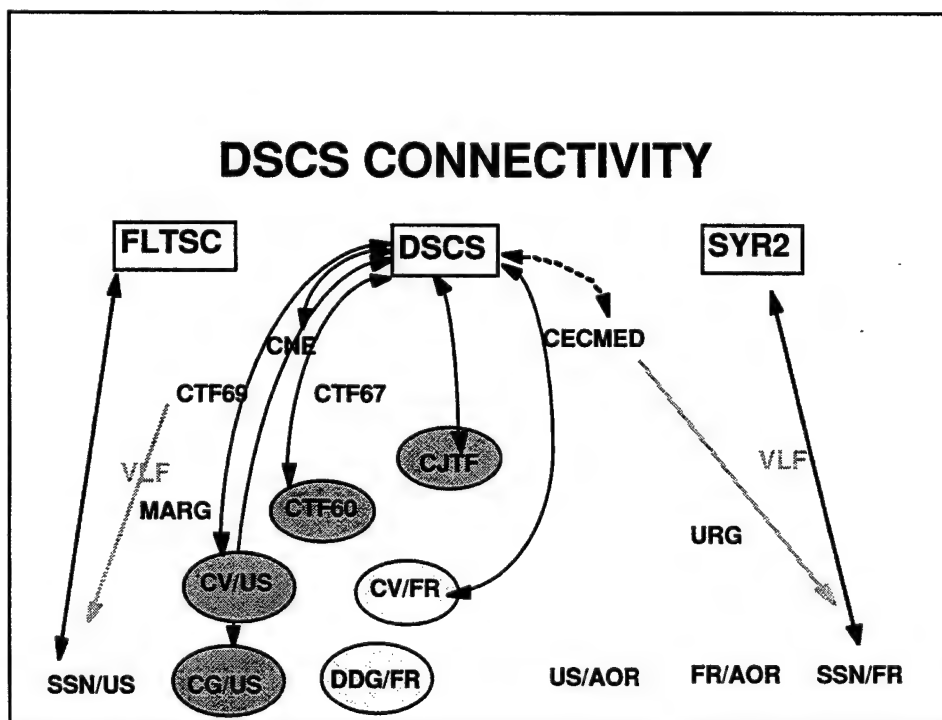 DSCS CONNECTIVITY
FLTSC
DSCS
SYR2
CNE
CECMED
CTF69
CTF67
CJTF
VLF
VLF
MARG
CTF60
URG
CV/US
CV/FR
SSN/US
CG/US
DDG/FR
US/AOR
FR/AOR
SSN/FR